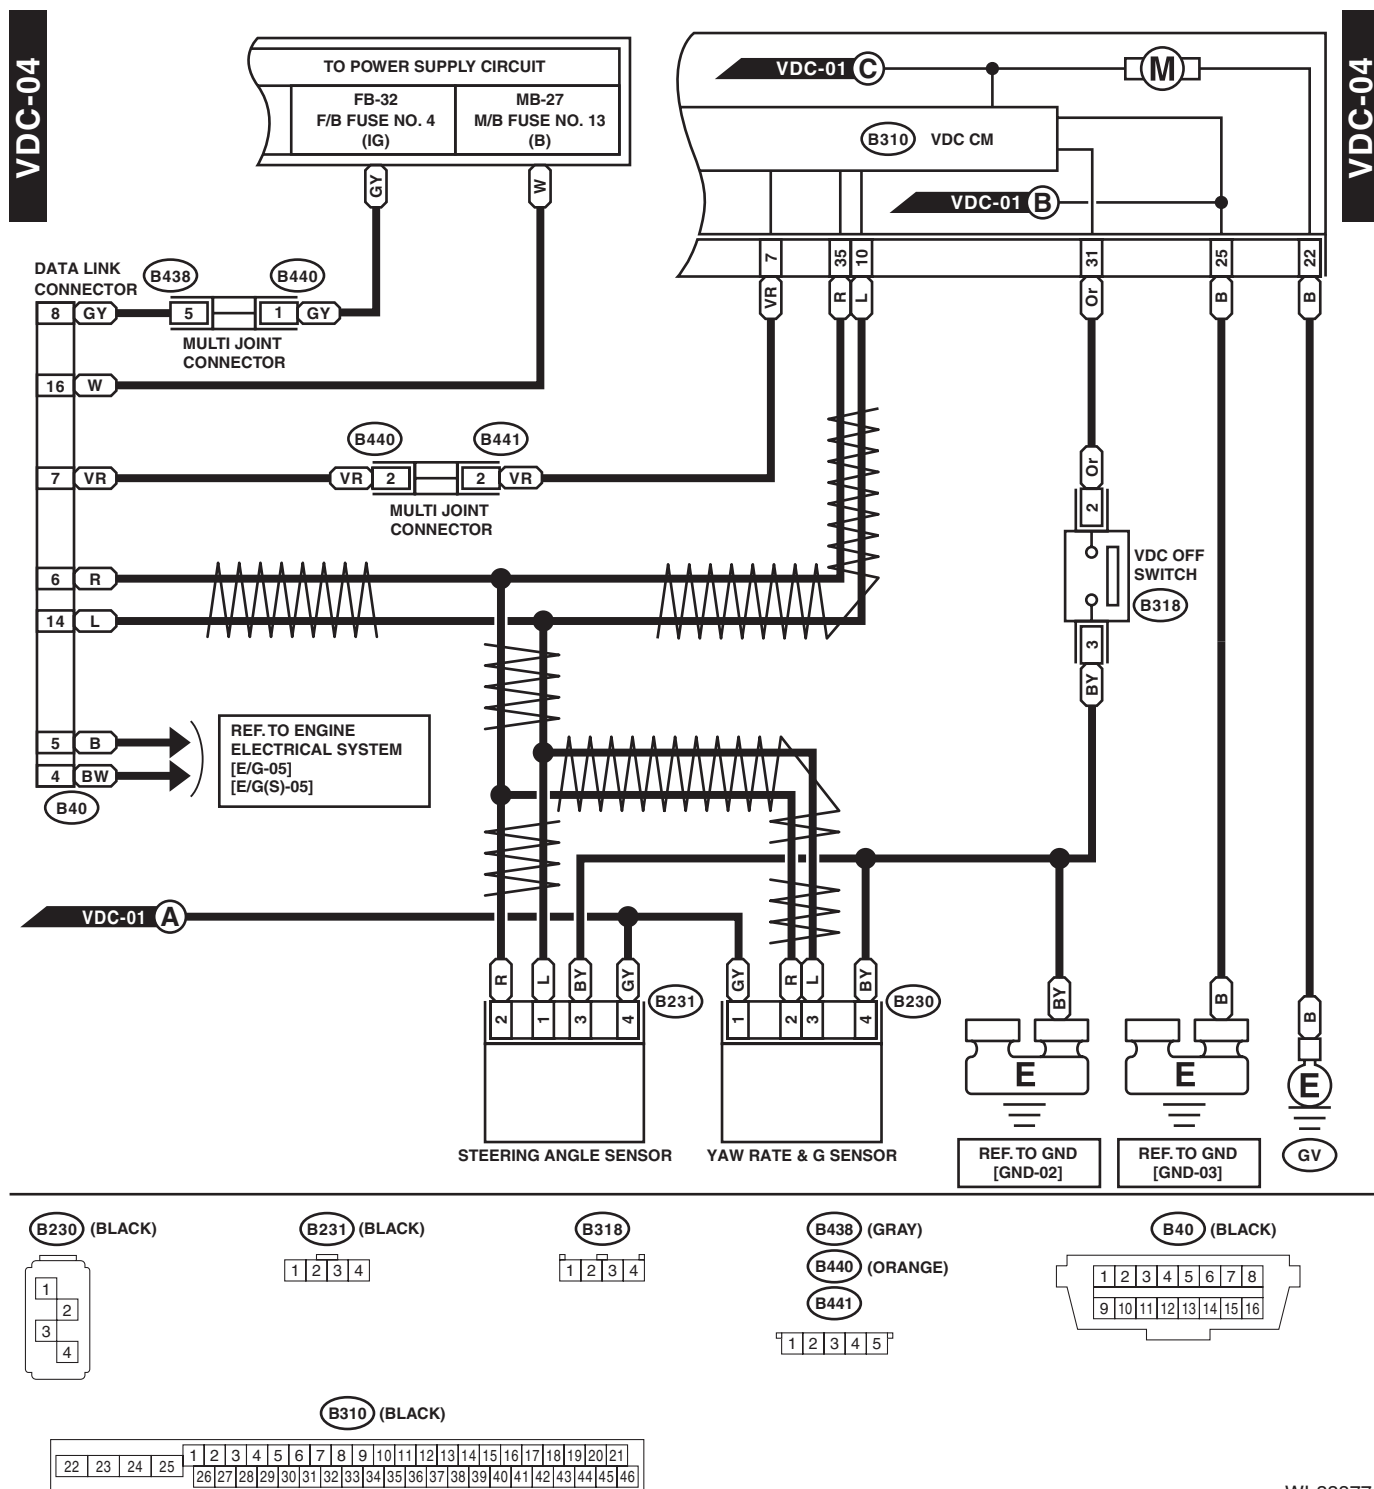 VDC-04
VDC-04
TO POWER SUPPLY CIRCUIT
FB-32
F/B FUSE NO. 4
(IG)
MB-27
M/B FUSE NO. 13
(B)
VDC-01 C
M
B310 VDC CM
VDC-01 B
GY
W
7
35
10
31
25
22
VR
R
L
Or
B
B
DATA LINK
CONNECTOR
B438
B440
8 GY
5
1 GY
MULTI JOINT
CONNECTOR
16 W
B440
B441
7 VR
VR 2
2 VR
MULTI JOINT
CONNECTOR
Or
2
VDC OFF
SWITCH
B318
3
BY
6 R
14 L
5 B
4 BW
B40
REF. TO ENGINE
ELECTRICAL SYSTEM
[E/G-05]
[E/G(S)-05]
VDC-01 A
R
L
BY
GY
B231
GY
R
L
BY
B230
BY
B
B
2
1
3
4
1
2
3
4
E
E
E
STEERING ANGLE SENSOR
YAW RATE & G SENSOR
REF. TO GND
[GND-02]
REF. TO GND
[GND-03]
GV
B230 (BLACK)
1
2
3
4
B231 (BLACK)
1 2 3 4
B318
1 2 3 4
B438 (GRAY)
B440 (ORANGE)
B441
1 2 3 4 5
B40 (BLACK)
1 2 3 4 5 6 7 8
9 10 11 12 13 14 15 16
B310 (BLACK)
1 2 3 4 5 6 7 8 9 10 11 12 13 14 15 16 17 18 19 20 21
22 23 24 25
26 27 28 29 30 31 32 33 34 35 36 37 38 39 40 41 42 43 44 45 46